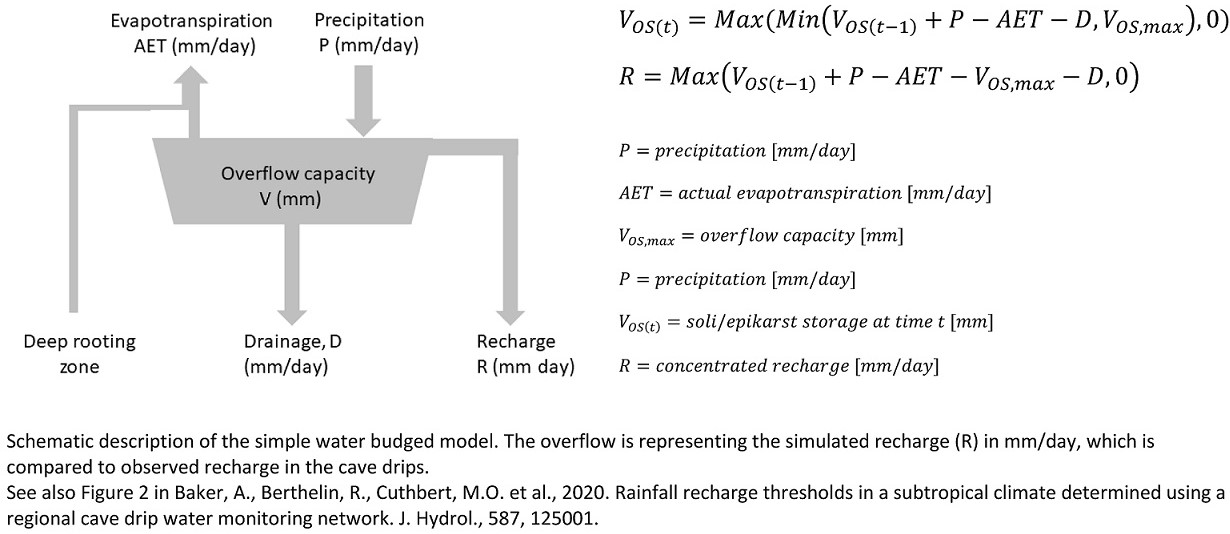 Evapotranspiration
AET (mm/day)
Precipitation
P (mm/day)
Overflow capacity
V (mm)
Deep rooting
zone
Drainage, D
(mm/day)
Recharge
R (mm day)
V_{OS(t)} = Max(Min(V_{OS(t−1)} + P − AET − D, V_{OS,max}), 0)
R = Max(V_{OS(t−1)} + P − AET − V_{OS,max} − D, 0)
P = precipitation [mm/day]
AET = actual evapotranspiration [mm/day]
V_{OS,max} = overflow capacity [mm]
P = precipitation [mm/day]
V_{OS(t)} = soli/epikarst storage at time t [mm]
R = concentrated recharge [mm/day]
Schematic description of the simple water budged model. The overflow is representing the simulated recharge (R) in mm/day, which is
compared to observed recharge in the cave drips.
See also Figure 2 in Baker, A., Berthelin, R., Cuthbert, M.O. et al., 2020. Rainfall recharge thresholds in a subtropical climate determined using a
regional cave drip water monitoring network. J. Hydrol., 587, 125001.